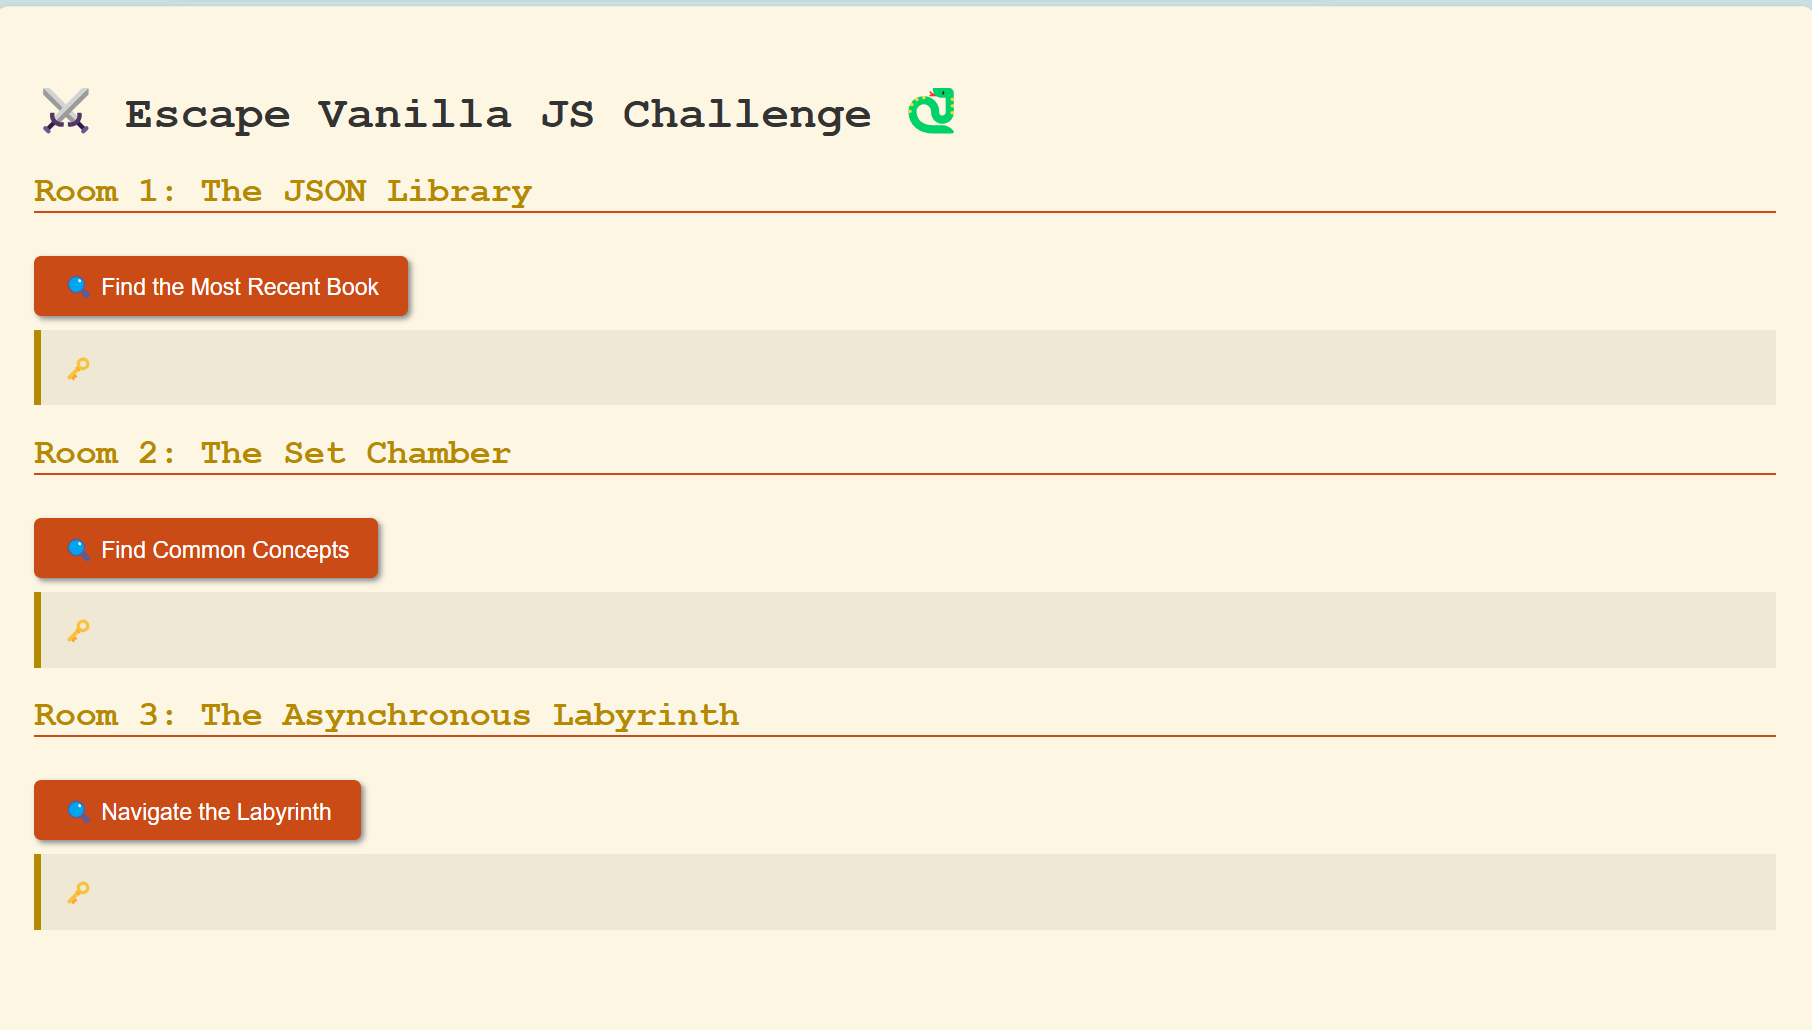 ⚔️ Escape Vanilla JS Challenge 🐍
Room 1: The JSON Library
🔍 Find the Most Recent Book
🔑
Room 2: The Set Chamber
🔍 Find Common Concepts
🔑
Room 3: The Asynchronous Labyrinth
🔍 Navigate the Labyrinth
🔑